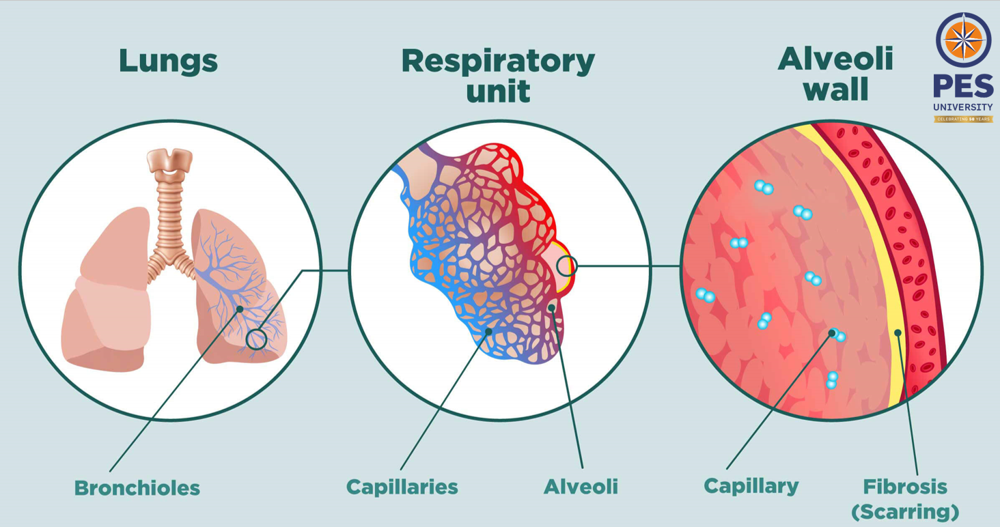 Lungs
Respiratory
unit
Alveoli
wall
PES
UNIVERSITY
CELEBRATING 50 YEARS
Bronchioles
Capillaries
Alveoli
Capillary
Fibrosis
(Scarring)